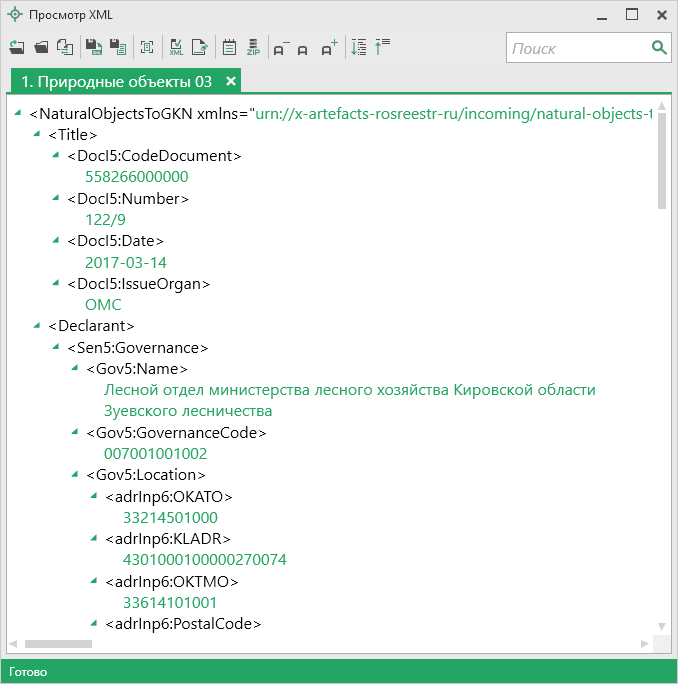 Просмотр XML
XML
ZIP
Поиск
1. Природные объекты 03
<NaturalObjectsToGKN xmlns="urn://x-artefacts-rosreestr-ru/incoming/natural-objects-t
<Title>
<DocI5:CodeDocument>
558266000000
<DocI5:Number>
122/9
<DocI5:Date>
2017-03-14
<DocI5:IssueOrgan>
ОМС
<Declarant>
<Sen5:Governance>
<Gov5:Name>
Лесной отдел министерства лесного хозяйства Кировской области
Зуевского лесничества
<Gov5:GovernanceCode>
007001001002
<Gov5:Location>
<adrInp6:OKATO>
33214501000
<adrInp6:KLADR>
4301000100000270074
<adrInp6:OKTMO>
33614101001
<adrInp6:PostalCode>
Готово